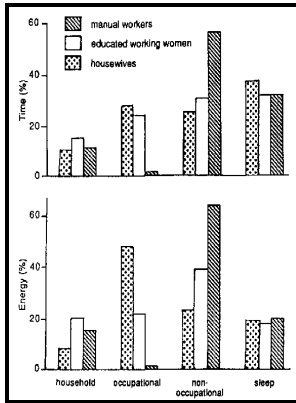 manual workers
educated working women
housewives
60
40
20
0
Time (%)
60
40
20
0
Energy (%)
household
occupational
non-
occupational
sleep